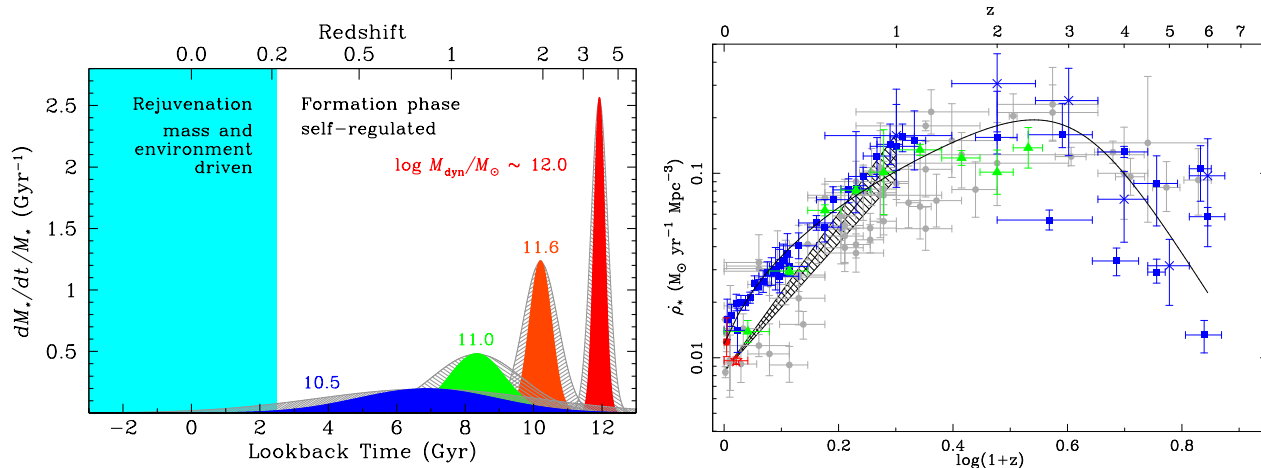 Redshift
0.0 0.2 0.5 1 2 3 5
Rejuvenation
mass and
environment
driven
Formation phase
self-regulated
log M_dyn/M_⊙ ~ 12.0
11.6
11.0
10.5
dM_*/dt/M_* (Gyr⁻¹)
2.5
2
1.5
1
0.5
−2 0 2 4 6 8 10 12
Lookback Time (Gyr)
z
0 1 2 3 4 5 6 7
ρ̇_* (M_⊙ yr⁻¹ Mpc⁻³)
0.1
0.01
0 0.2 0.4 0.6 0.8
log(1+z)